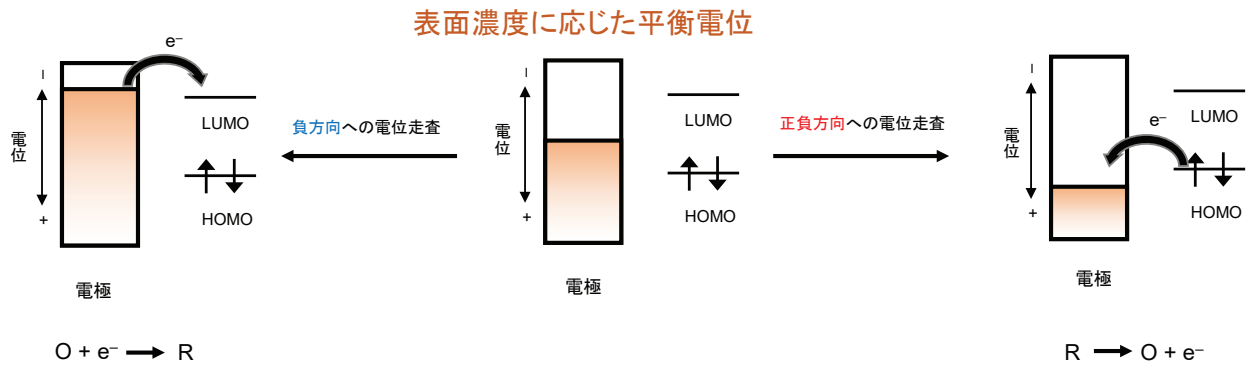 表面濃度に応じた平衡電位
e–
–
電位
+
LUMO
HOMO
電極
O + e– → R
負方向への電位走査
–
電位
+
LUMO
HOMO
電極
正負方向への電位走査
–
電位
+
e–
LUMO
HOMO
電極
R → O + e–